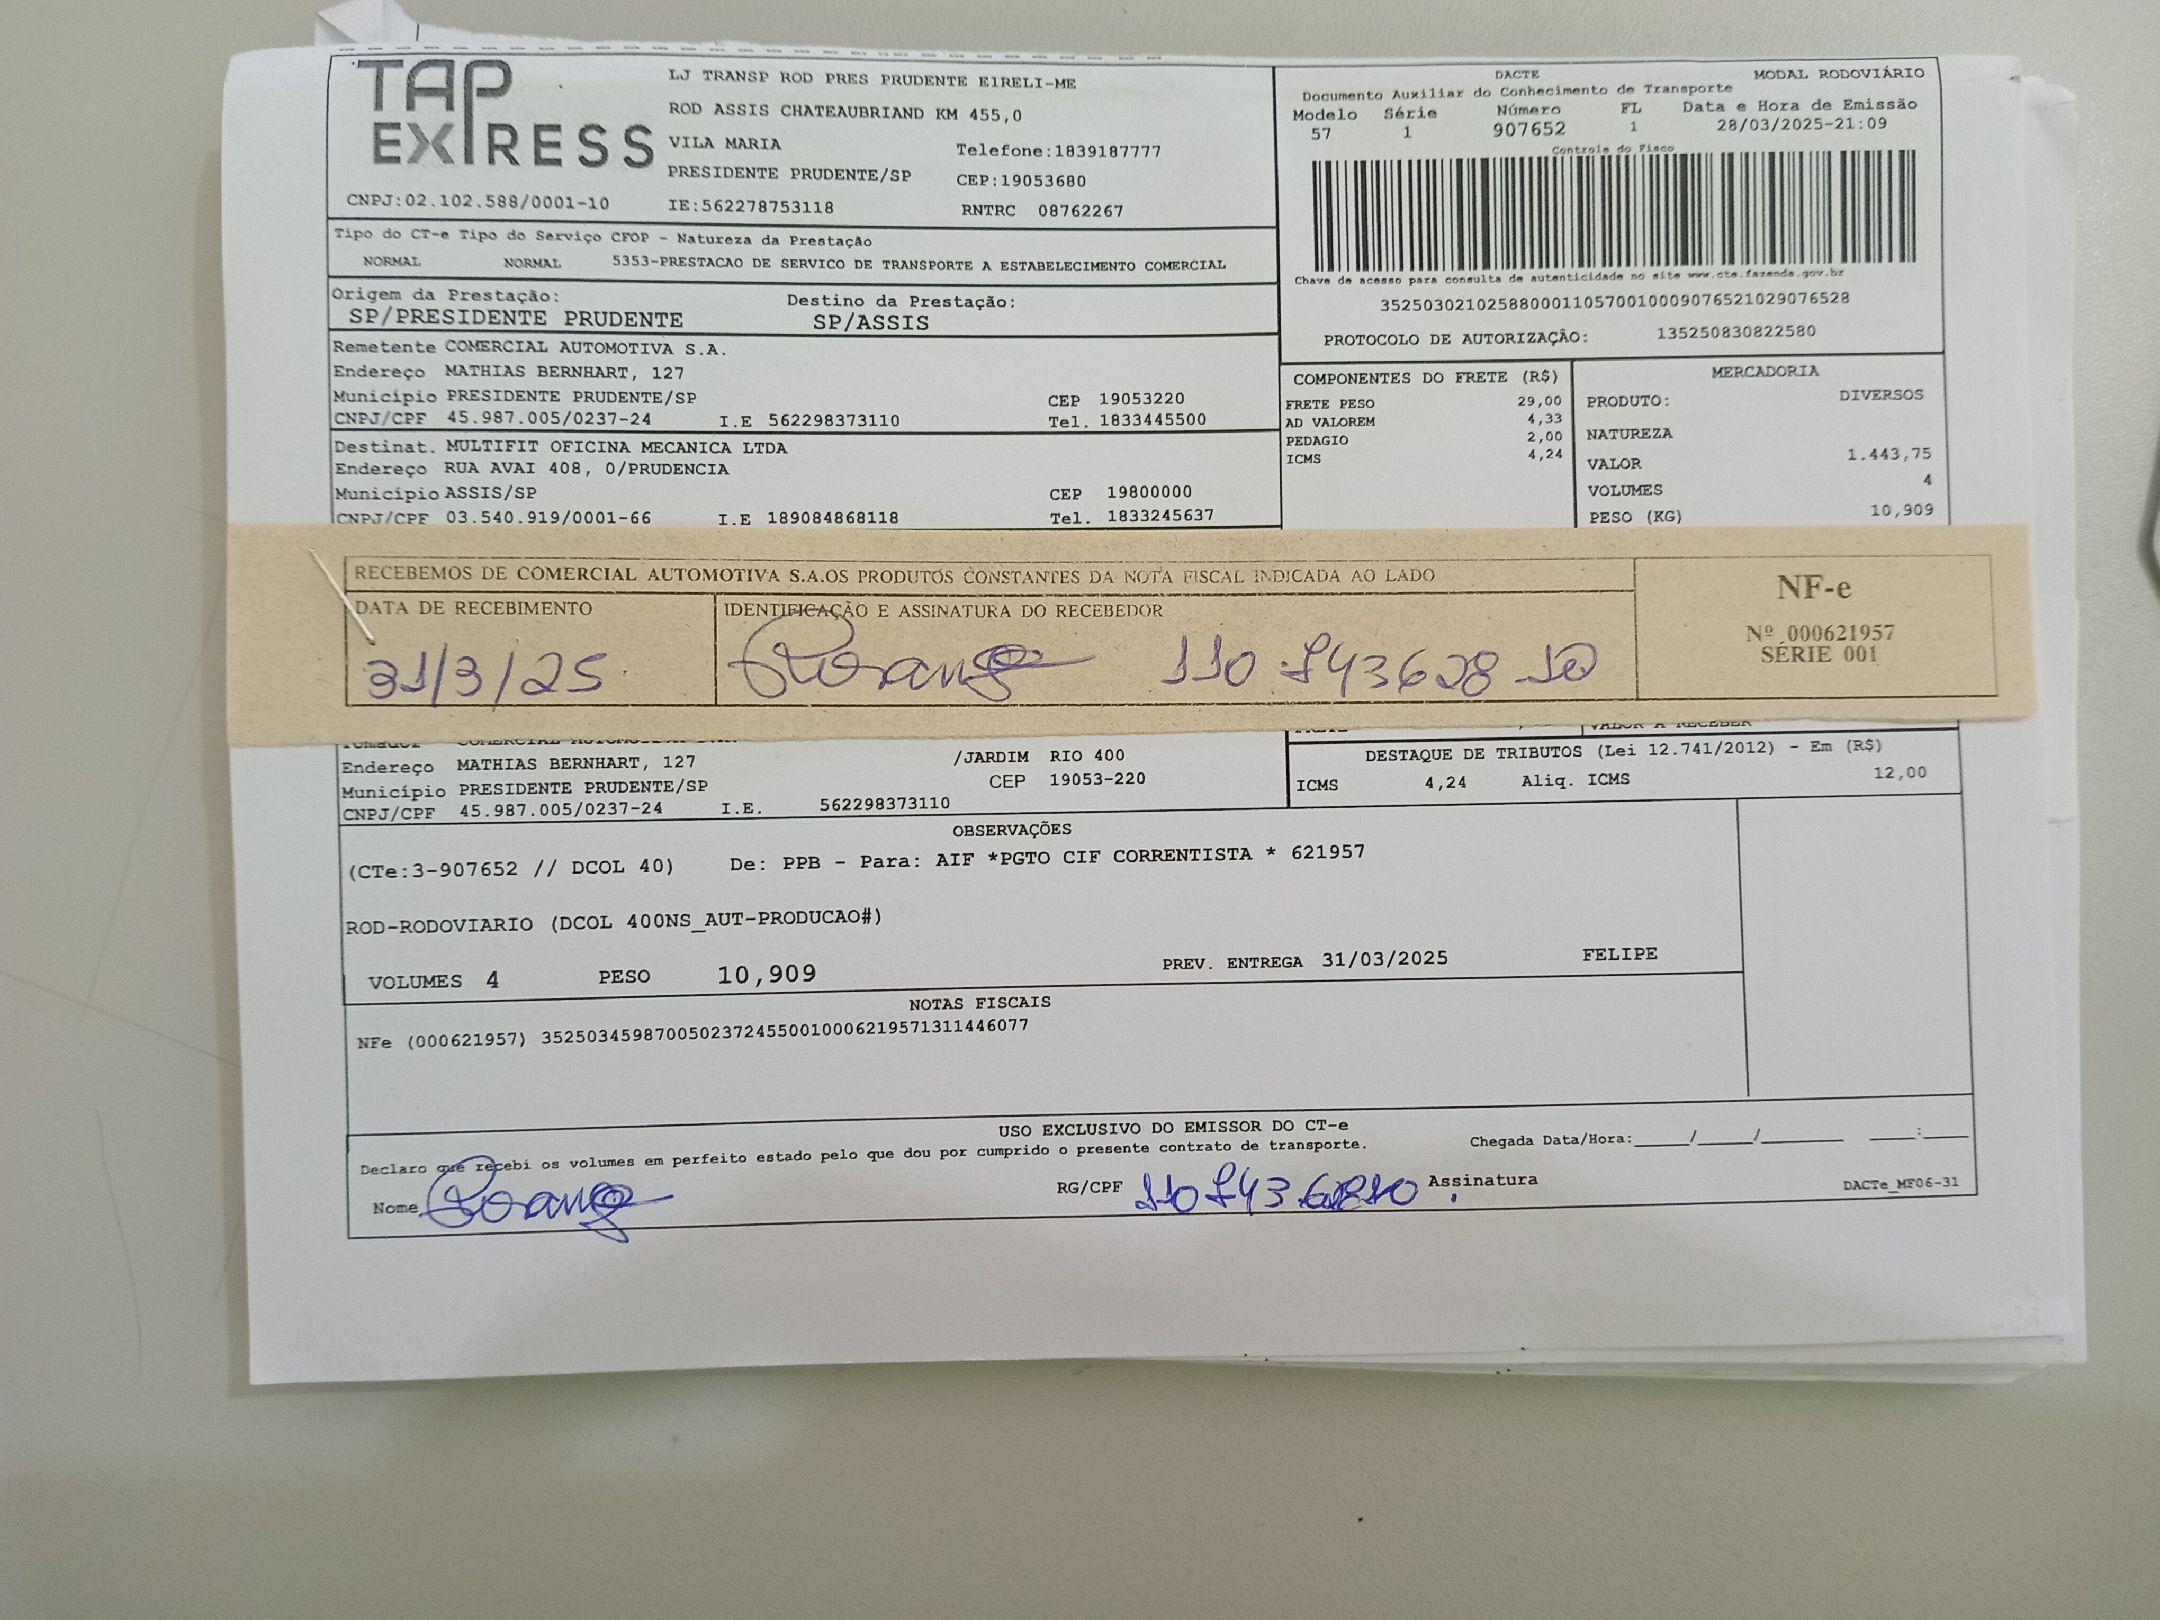 TAP
EXPRESS
LJ TRANSP ROD PRES PRUDENTE E1RELI-ME
ROD ASSIS CHATEAUBRIAND KM 455,0
VILA MARIA Telefone:1839187777
PRESIDENTE PRUDENTE/SP CEP:19053680
CNPJ:02.102.588/0001-10 IE:562278753118 RNTRC 08762267
DACTE MODAL RODOVIÁRIO
Documento Auxiliar do Conhecimento de Transporte
Modelo Série Número FL Data e Hora de Emissão
57 1 907652 1 28/03/2025-21:09
Controle do Fisco
Chave de acesso para consulta de autenticidade no site www.cte.fazenda.gov.br
35250302102588000110570010009076521029076528
PROTOCOLO DE AUTORIZAÇÃO: 135250830822580
Tipo do CT-e Tipo do Serviço CFOP - Natureza da Prestação
NORMAL NORMAL 5353-PRESTACAO DE SERVICO DE TRANSPORTE A ESTABELECIMENTO COMERCIAL
Origem da Prestação: Destino da Prestação:
SP/PRESIDENTE PRUDENTE SP/ASSIS
Remetente COMERCIAL AUTOMOTIVA S.A.
Endereço MATHIAS BERNHART, 127
Município PRESIDENTE PRUDENTE/SP CEP 19053220
CNPJ/CPF 45.987.005/0237-24 I.E 562298373110 Tel. 1833445500
Destinat. MULTIFIT OFICINA MECANICA LTDA
Endereço RUA AVAI 408, 0/PRUDENCIA
Município ASSIS/SP CEP 19800000
CNPJ/CPF 03.540.919/0001-66 I.E 189084868118 Tel. 1833245637
COMPONENTES DO FRETE (R$)
FRETE PESO 29,00
AD VALOREM 4,33
PEDAGIO 2,00
ICMS 4,24
MERCADORIA
PRODUTO: DIVERSOS
NATUREZA
VALOR 1.443,75
VOLUMES 4
PESO (KG) 10,909
RECEBEMOS DE COMERCIAL AUTOMOTIVA S.A.OS PRODUTOS CONSTANTES DA NOTA FISCAL INDICADA AO LADO
DATA DE RECEBIMENTO IDENTIFICAÇÃO E ASSINATURA DO RECEBEDOR
31/3/25 110 743628 10
NF-e
Nº 000621957
SÉRIE 001
VALOR A RECEBER
Tomador COMERCIAL AUTOMOTIVA
Endereço MATHIAS BERNHART, 127 /JARDIM RIO 400
Município PRESIDENTE PRUDENTE/SP CEP 19053-220
CNPJ/CPF 45.987.005/0237-24 I.E. 562298373110
DESTAQUE DE TRIBUTOS (Lei 12.741/2012) - Em (R$)
ICMS 4,24 Aliq. ICMS 12,00
OBSERVAÇÕES
(CTe:3-907652 // DCOL 40) De: PPB - Para: AIF *PGTO CIF CORRENTISTA * 621957
ROD-RODOVIARIO (DCOL 400NS_AUT-PRODUCAO#)
VOLUMES 4 PESO 10,909 PREV. ENTREGA 31/03/2025 FELIPE
NOTAS FISCAIS
NFe (000621957) 35250345987005023724550010006219571311446077
USO EXCLUSIVO DO EMISSOR DO CT-e
Declaro que recebi os volumes em perfeito estado pelo que dou por cumprido o presente contrato de transporte. Chegada Data/Hora:_____/_____/_______ ____:____
Nome RG/CPF Assinatura DACTe_MF06-31